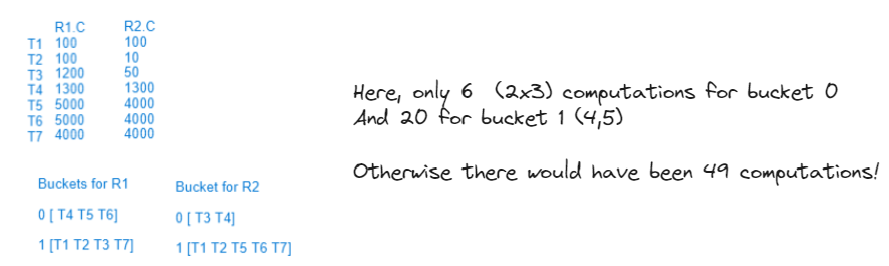 R1.C R2.C
T1 100 100
T2 100 10
T3 1200 50
T4 1300 1300
T5 5000 4000
T6 5000 4000
T7 4000 4000
Here, only 6 (2x3) computations for bucket 0
And 20 for bucket 1 (4,5)
Otherwise there would have been 49 computations!
Buckets for R1 Bucket for R2
0 [ T4 T5 T6] 0 [ T3 T4]
1 [T1 T2 T3 T7] 1 [T1 T2 T5 T6 T7]